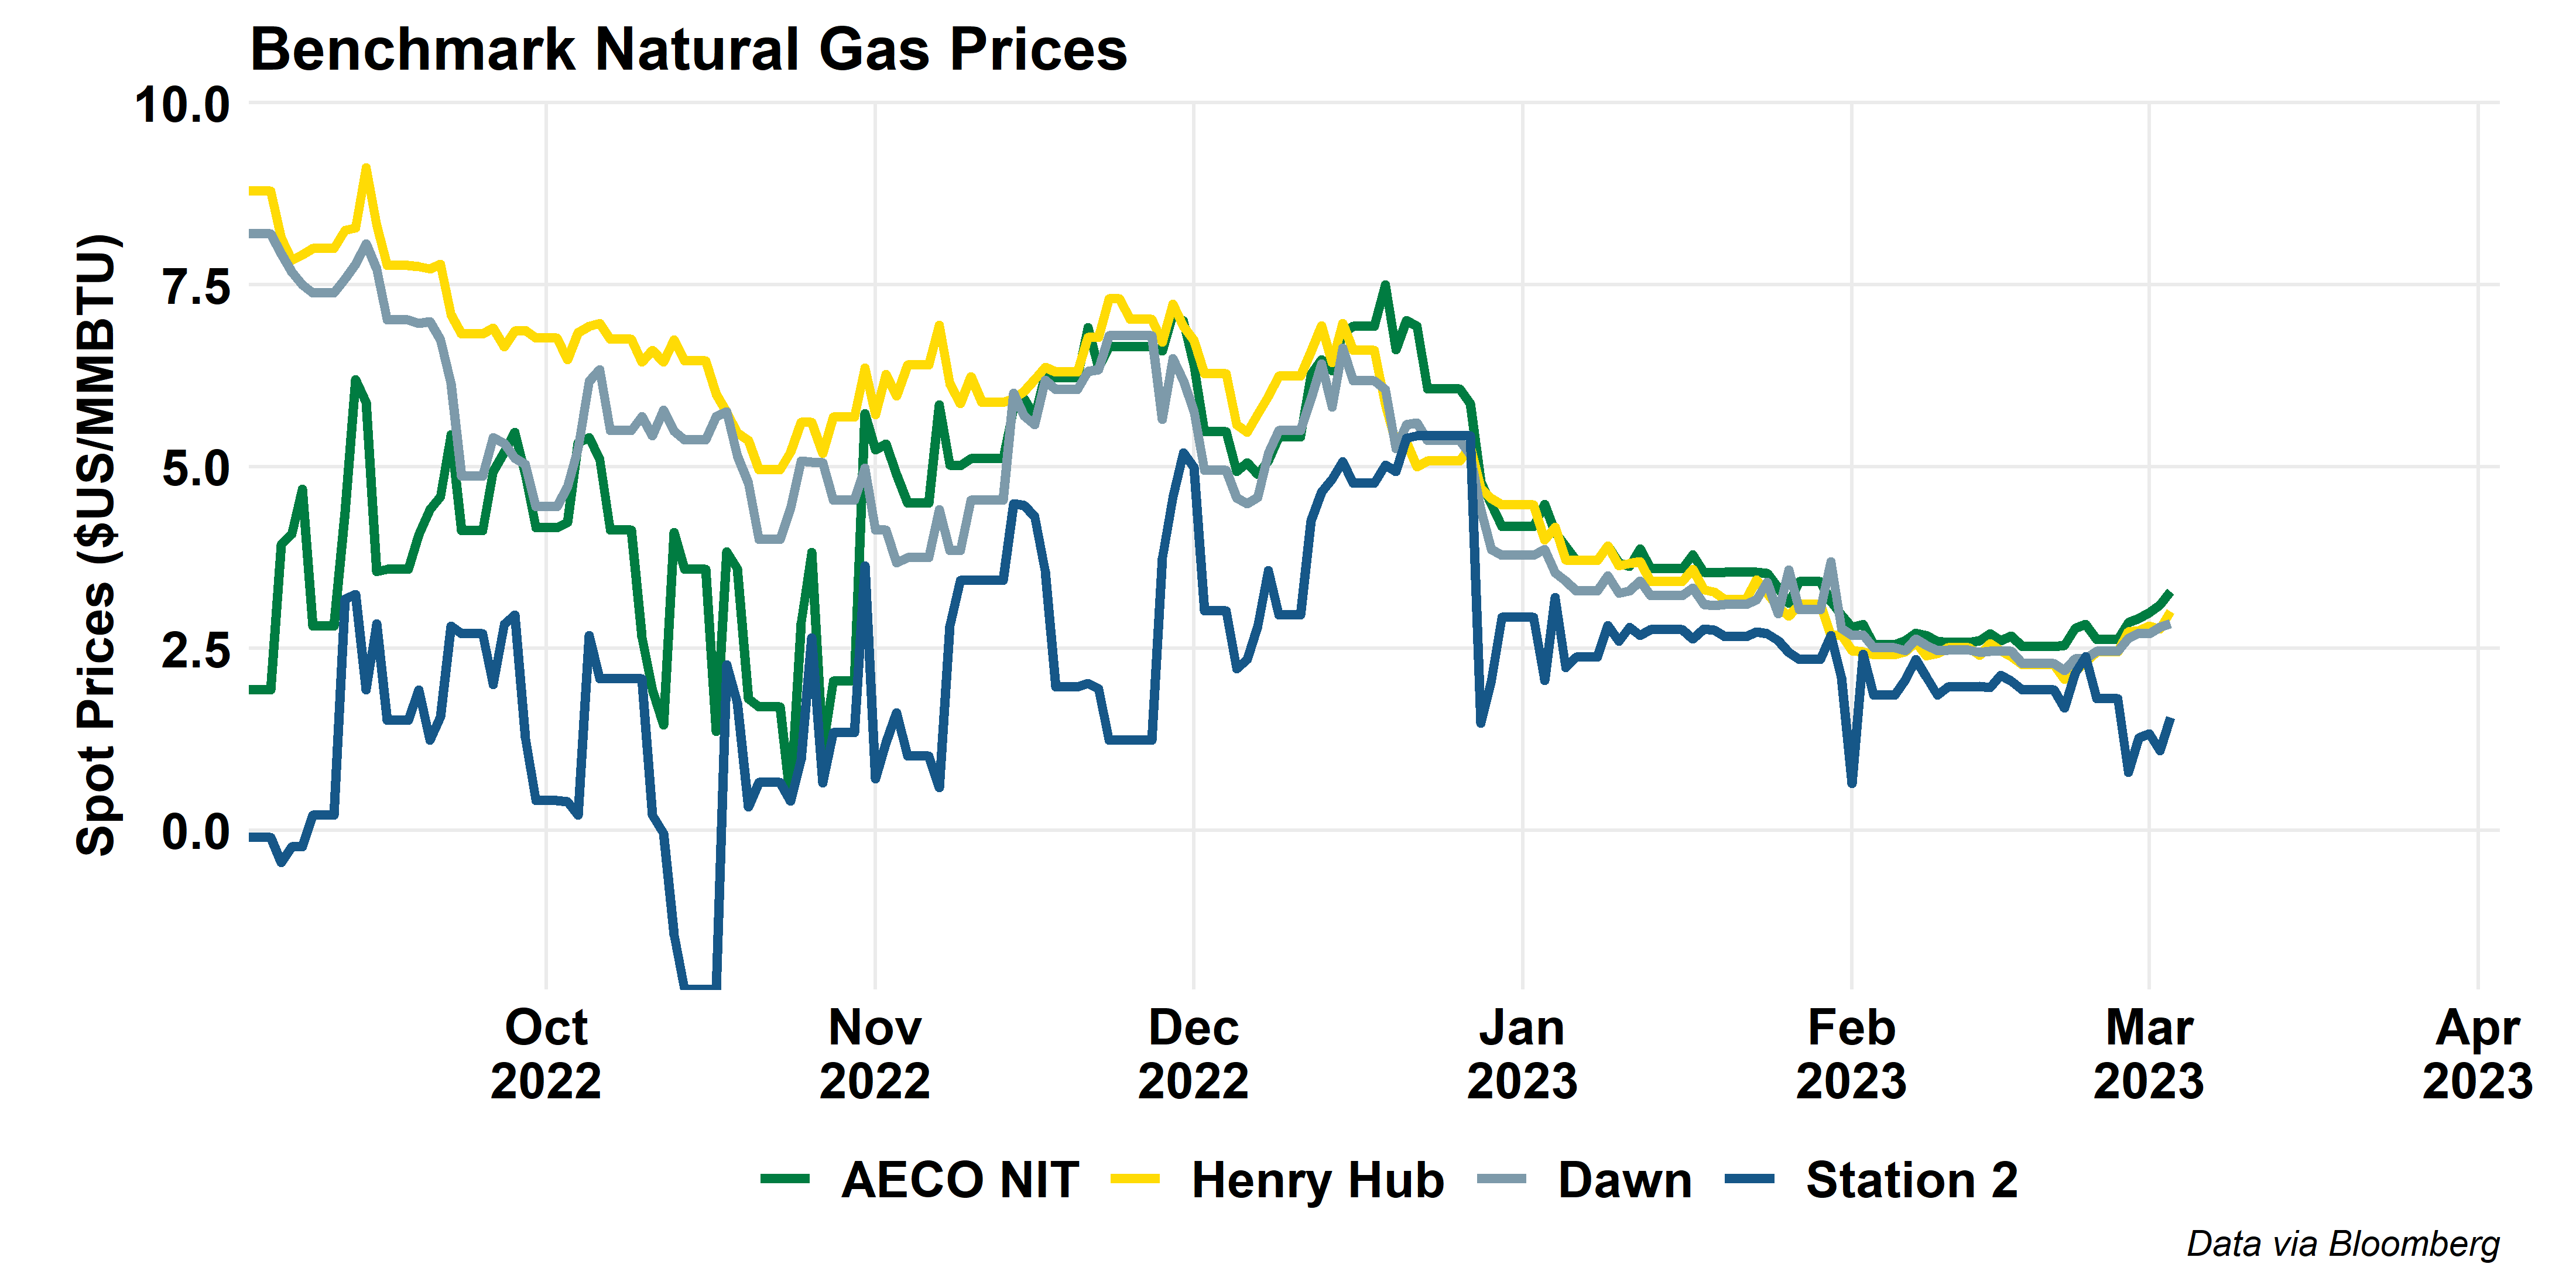 Benchmark Natural Gas Prices
Spot Prices ($US/MMBTU)
10.0
7.5
5.0
2.5
0.0
Oct Nov Dec Jan Feb Mar Apr
2022 2022 2022 2023 2023 2023 2023
AECO NIT Henry Hub Dawn Station 2
Data via Bloomberg